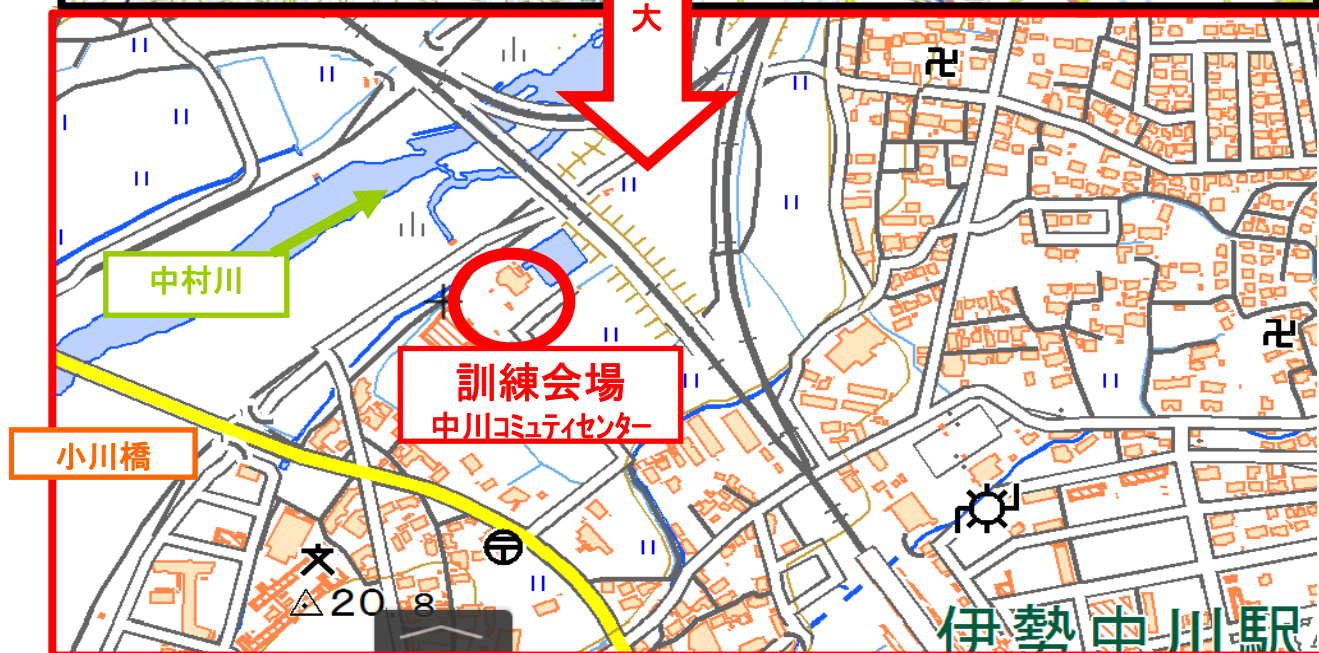 大
中村川
訓練会場
中川コミュティセンター
小川橋
20.8
伊勢中川駅